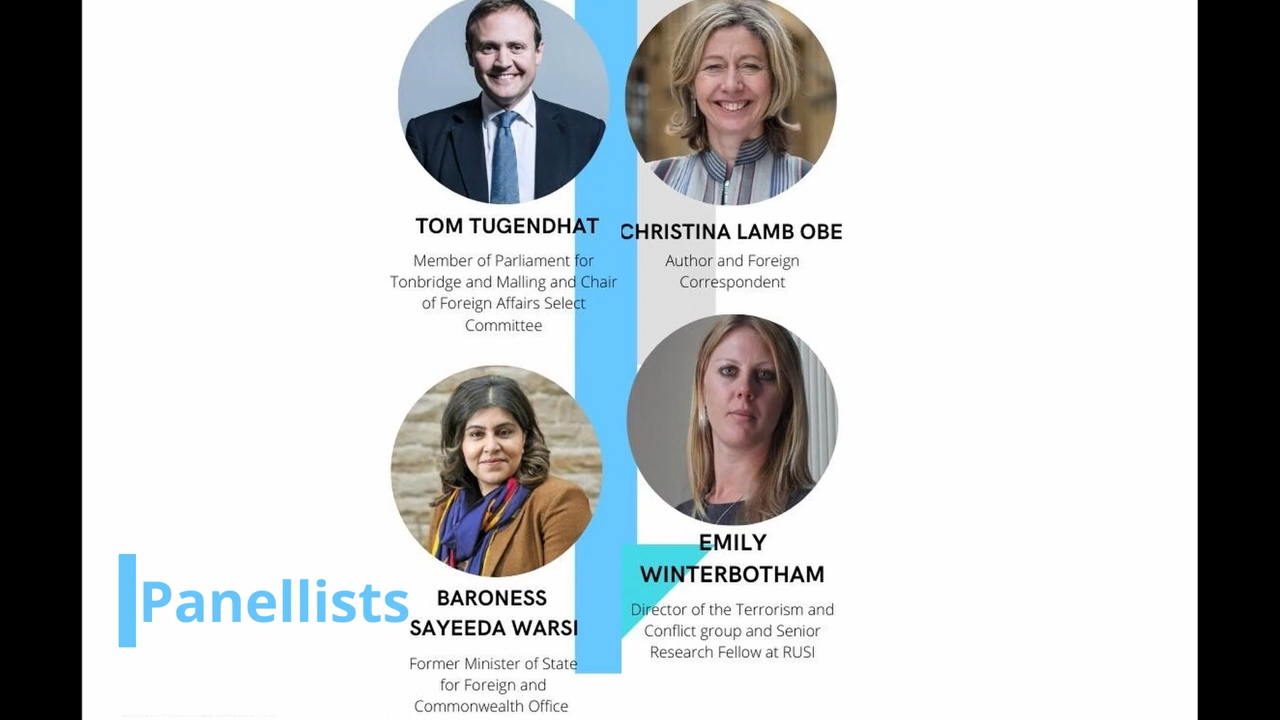 TOM TUGENDHAT
Member of Parliament for
Tonbridge and Malling and Chair
of Foreign Affairs Select
Committee
CHRISTINA LAMB OBE
Author and Foreign
Correspondent
BARONESS
SAYEEDA WARSI
Former Minister of State
for Foreign and
Commonwealth Office
EMILY
WINTERBOTHAM
Director of the Terrorism and
Conflict group and Senior
Research Fellow at RUSI
Panellists